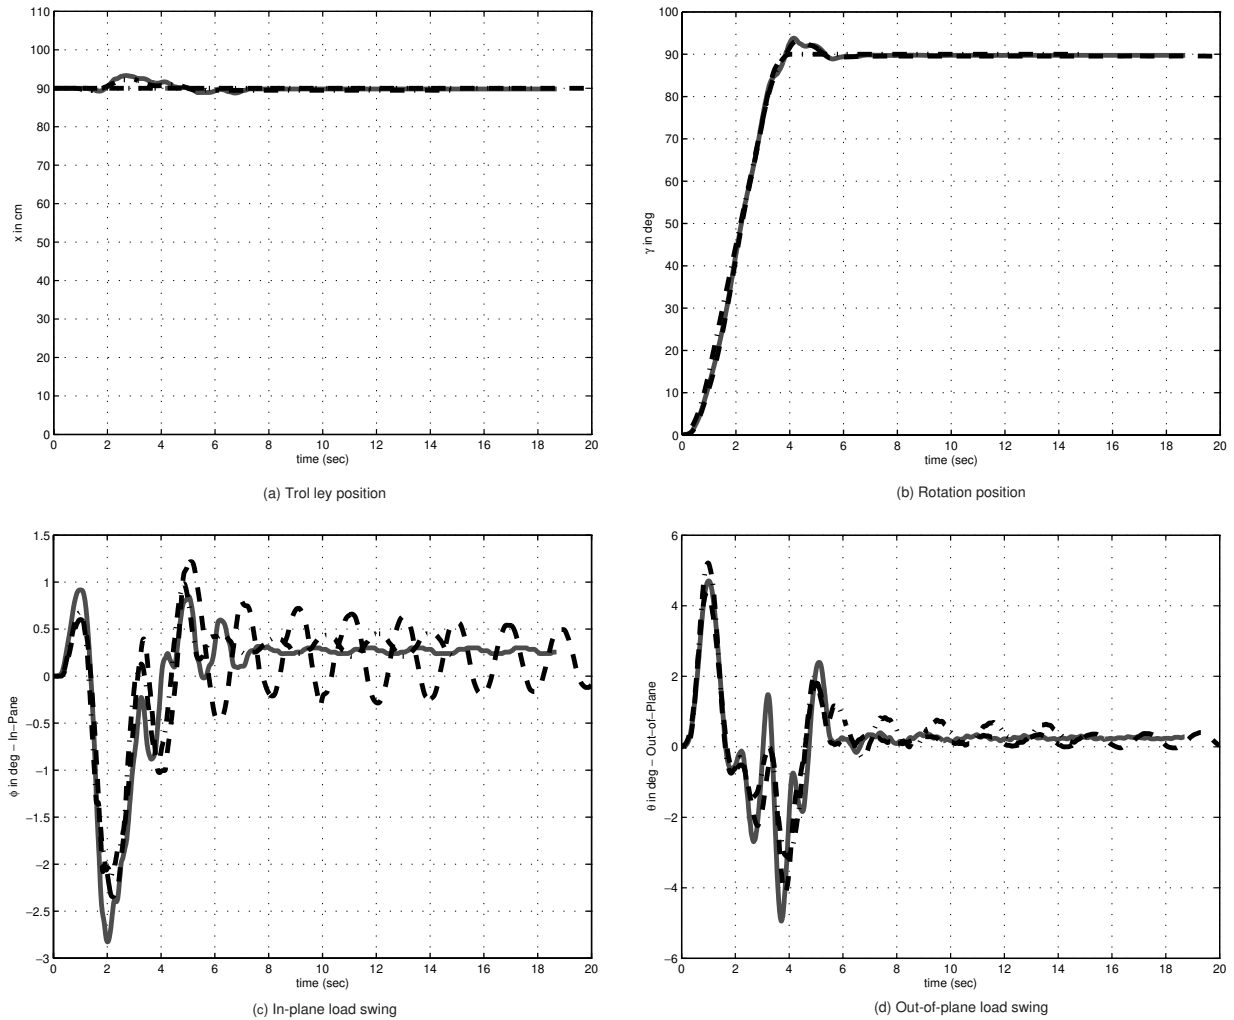 110
100
90
80
70
60
50
40
30
20
10
0
x in cm
0 2 4 6 8 10 12 14 16 18 20
time (sec)
(a) Trol ley position
100
90
80
70
60
50
40
30
20
10
0
γ in deg
0 2 4 6 8 10 12 14 16 18 20
time (sec)
(b) Rotation position
1.5
1
0.5
0
−0.5
−1
−1.5
−2
−2.5
−3
ϕ in deg − In−Pane
0 2 4 6 8 10 12 14 16 18 20
time (sec)
(c) In-plane load swing
6
4
2
0
−2
−4
−6
θ in deg − Out−of−Plane
0 2 4 6 8 10 12 14 16 18 20
time (sec)
(d) Out-of-plane load swing